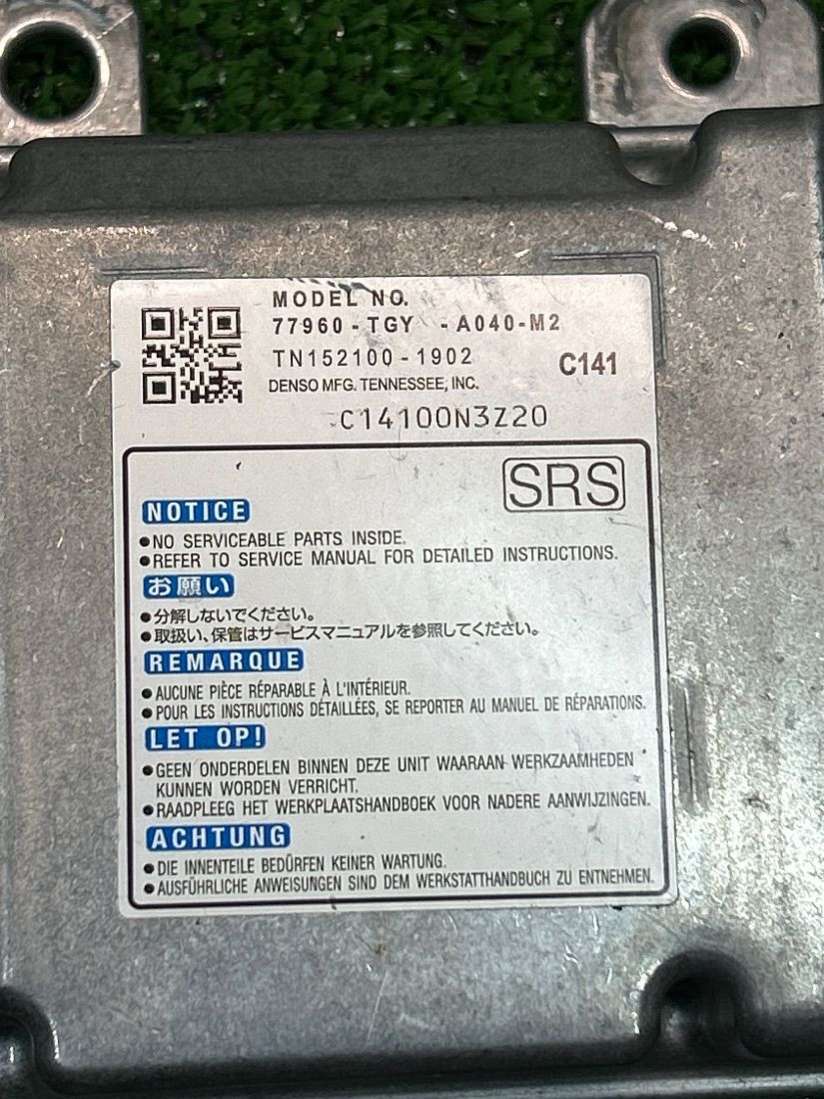 MODEL NO.
77960 - TGY - A040-M2
TN152100-1902
C141
DENSO MFG. TENNESSEE, INC.
C14100N3Z20
SRS
NOTICE
●NO SERVICEABLE PARTS INSIDE.
●REFER TO SERVICE MANUAL FOR DETAILED INSTRUCTIONS.
お願い
●分解しないでください。
●取扱い、保管はサービスマニュアルを参照してください。
REMARQUE
●AUCUNE PIÈCE RÉPARABLE À L'INTÉRIEUR.
●POUR LES INSTRUCTIONS DÉTAILLÉES, SE REPORTER AU MANUEL DE RÉPARATIONS.
LET OP!
●GEEN ONDERDELEN BINNEN DEZE UNIT WAARAAN WERKZAAMHEDEN
KUNNEN WORDEN VERRICHT.
●RAADPLEEG HET WERKPLAATSHANDBOEK VOOR NADERE AANWIJZINGEN.
ACHTUNG
●DIE INNENTEILE BEDÜRFEN KEINER WARTUNG.
●AUSFÜHRLICHE ANWEISUNGEN SIND DEM WERKSTATTHANDBUCH ZU ENTNEHMEN.